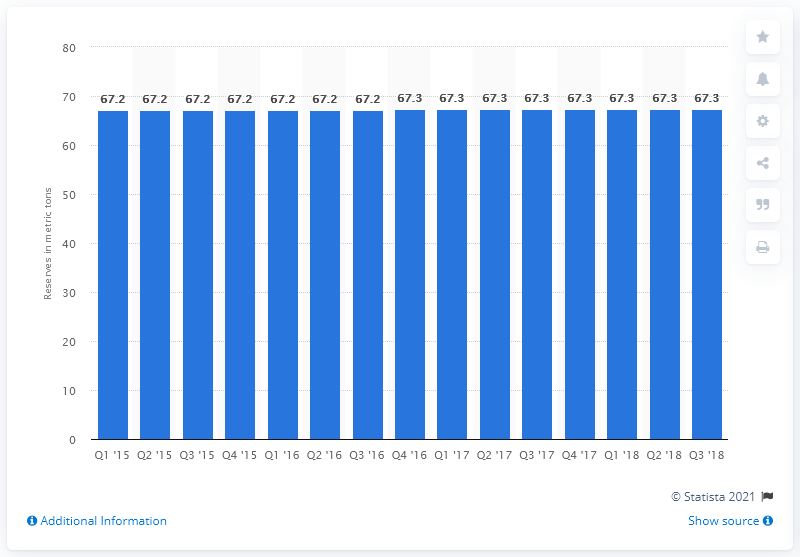 80
70
60
50
40
30
20
10
0
Reserves in metric tons
67.2 67.2 67.2 67.2 67.2 67.2 67.2 67.3 67.3 67.3 67.3 67.3 67.3 67.3 67.3
Q1 '15 Q2 '15 Q3 '15 Q4 '15 Q1 '16 Q2 '16 Q3 '16 Q4 '16 Q1 '17 Q2 '17 Q3 '17 Q4 '17 Q1 '18 Q2 '18 Q3 '18
© Statista 2021
Additional Information
Show source